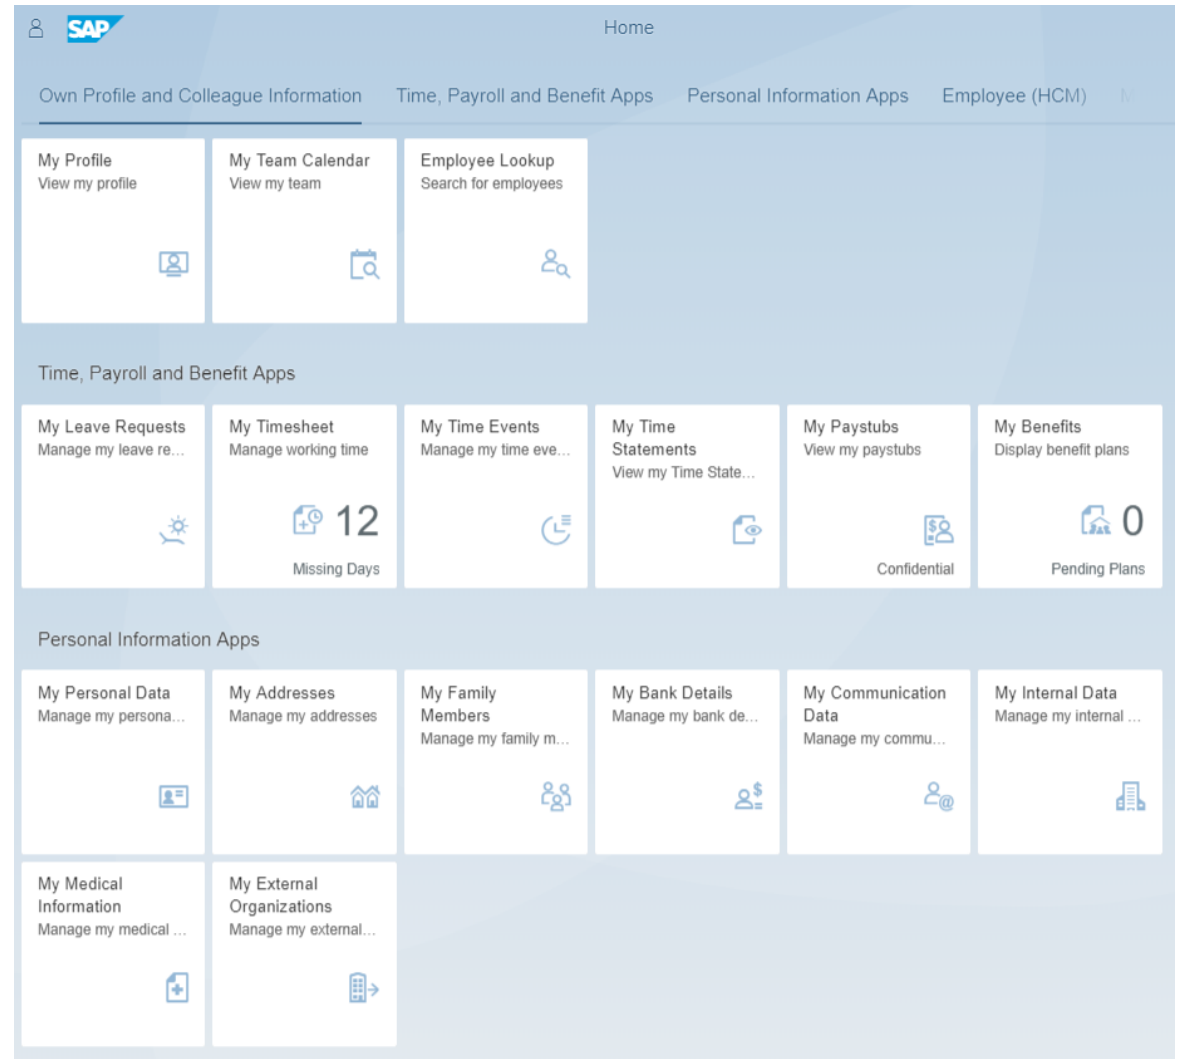 SAP
Home
Own Profile and Colleague Information
Time, Payroll and Benefit Apps
Personal Information Apps
Employee (HCM)
My Profile
View my profile
My Team Calendar
View my team
Employee Lookup
Search for employees
Time, Payroll and Benefit Apps
My Leave Requests
Manage my leave re...
My Timesheet
Manage working time
12
Missing Days
My Time Events
Manage my time eve...
My Time
Statements
View my Time State...
My Paystubs
View my paystubs
Confidential
My Benefits
Display benefit plans
0
Pending Plans
Personal Information Apps
My Personal Data
Manage my persona...
My Addresses
Manage my addresses
My Family
Members
Manage my family m...
My Bank Details
Manage my bank de...
My Communication
Data
Manage my commu...
My Internal Data
Manage my internal ...
My Medical
Information
Manage my medical ...
My External
Organizations
Manage my external...